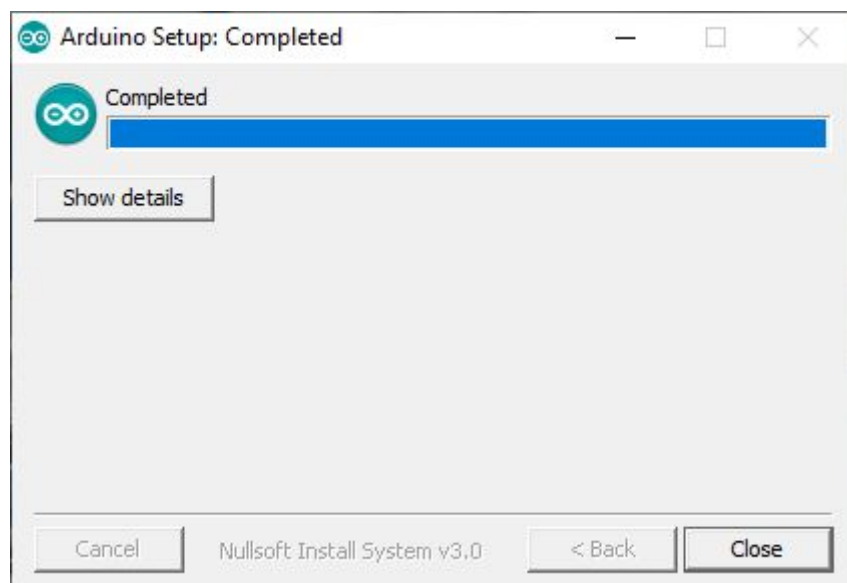 Arduino Setup: Completed
Completed
Show details
Cancel Nullsoft Install System v3.0 < Back Close